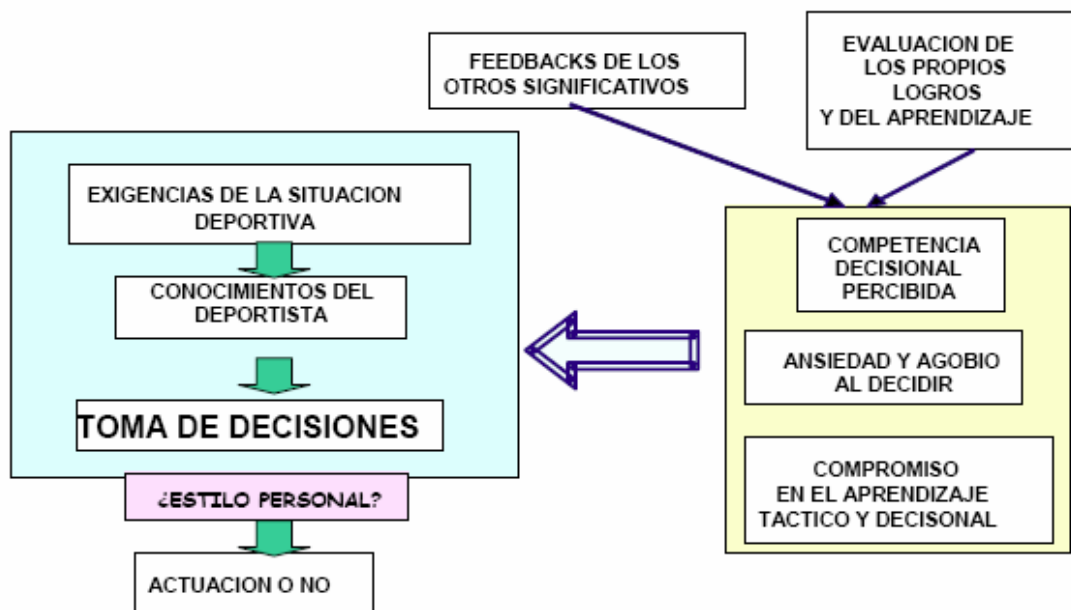 FEEDBACKS DE LOS
OTROS SIGNIFICATIVOS
EVALUACION DE
LOS PROPIOS
LOGROS
Y DEL APRENDIZAJE
EXIGENCIAS DE LA SITUACION
DEPORTIVA
CONOCIMIENTOS DEL
DEPORTISTA
TOMA DE DECISIONES
¿ESTILO PERSONAL?
ACTUACION O NO
COMPETENCIA
DECISIONAL
PERCIBIDA
ANSIEDAD Y AGOBIO
AL DECIDIR
COMPROMISO
EN EL APRENDIZAJE
TACTICO Y DECISONAL